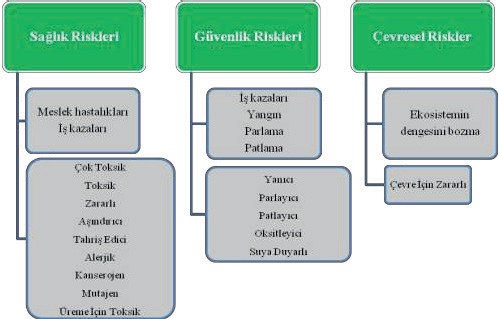 Sağlık Riskleri
Meslek hastalıkları
İş kazaları
Çok Toksik
Toksik
Zararlı
Aşındırıcı
Tahriş Edici
Alerjik
Kanserojen
Mutajen
Üreme İçin Toksik
Güvenlik Riskleri
İş kazaları
Yangın
Parlama
Patlama
Yanıcı
Parlayıcı
Patlayıcı
Oksitleyici
Suya Duyarlı
Çevresel Riskler
Ekosistemin
dengesini bozma
Çevre İçin Zararlı